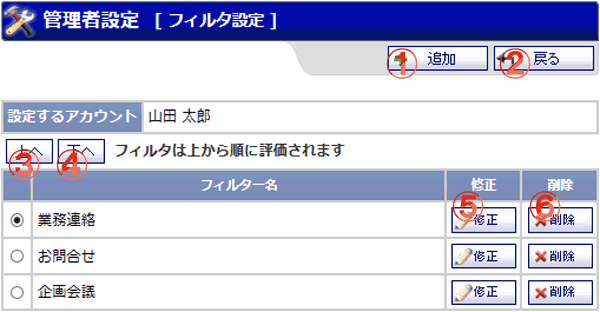 管理者設定 [ フィルタ設定 ]
① 追加 ② 戻る
設定するアカウント 山田 太郎
③ 上へ ④ 下へ フィルタは上から順に評価されます
フィルター名 修正 削除
業務連絡 ⑤ 修正 ⑥ 削除
お問合せ 修正 削除
企画会議 修正 削除